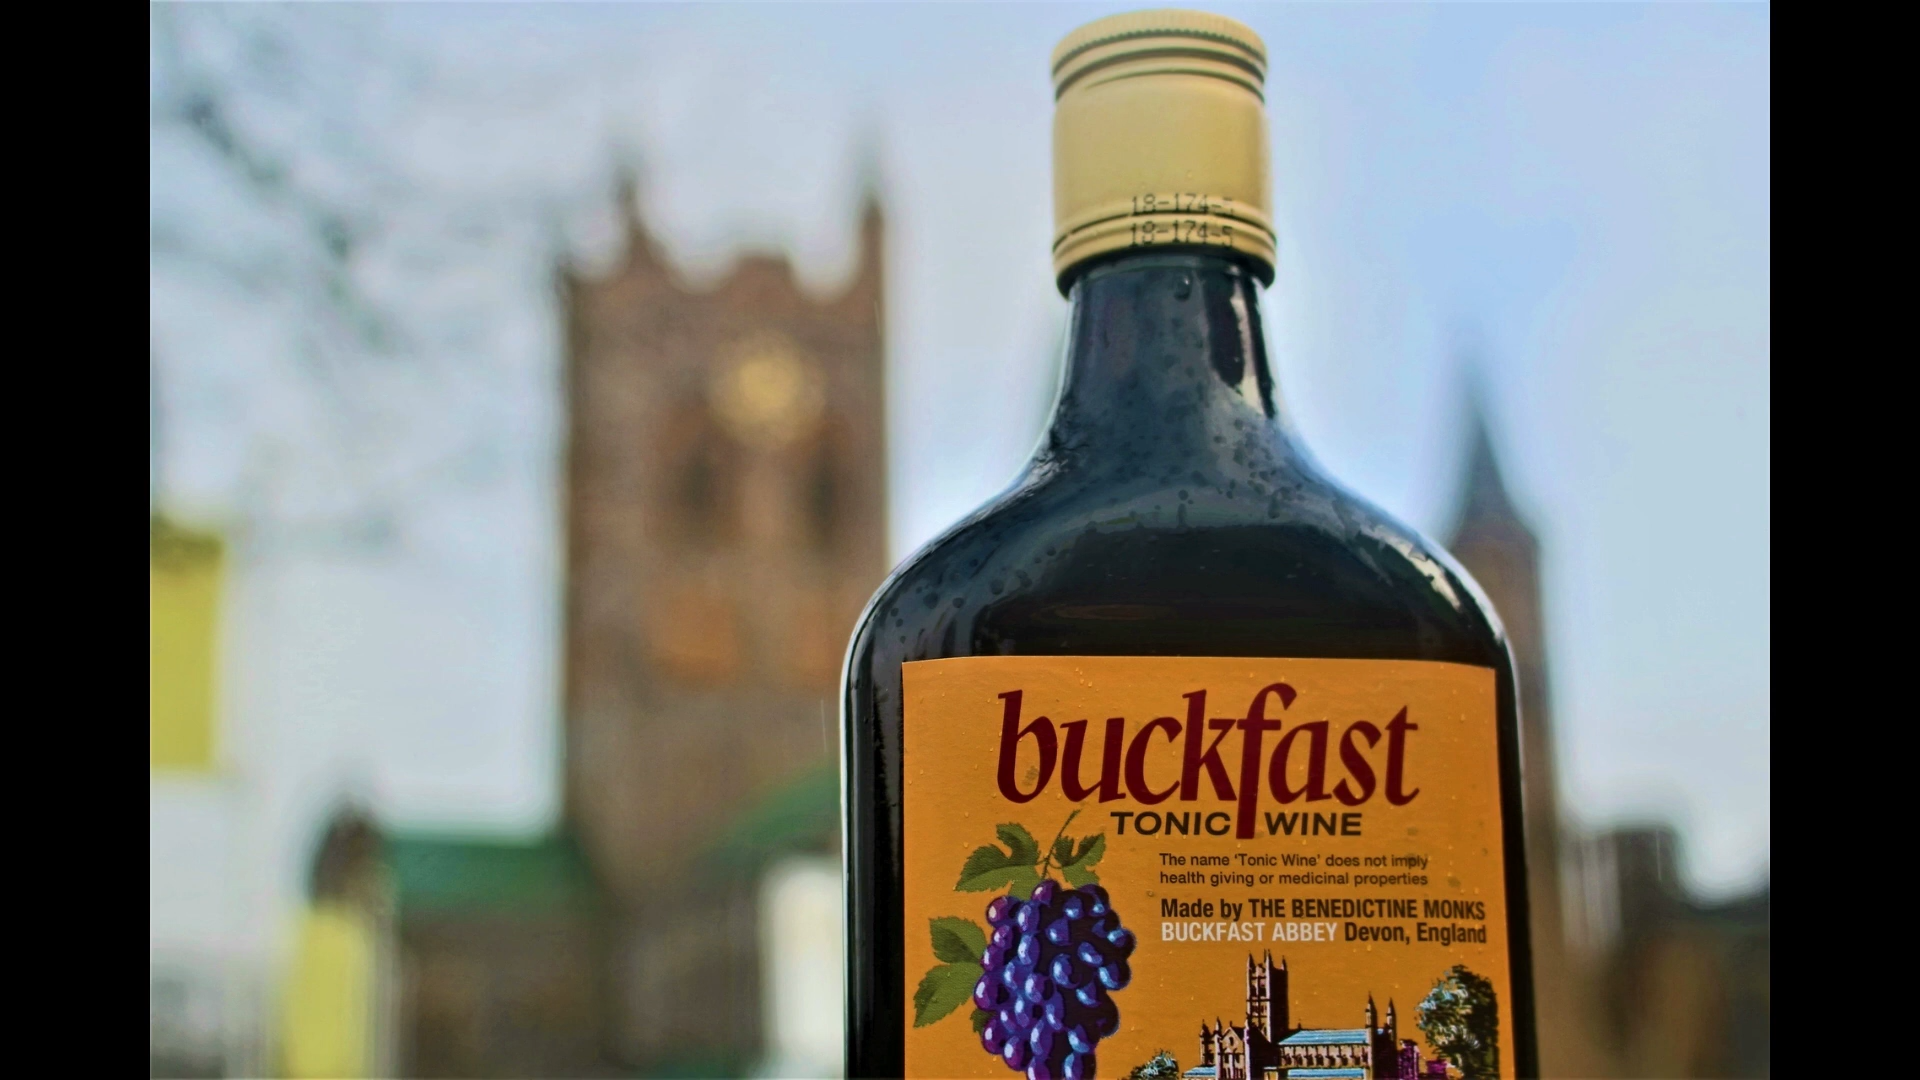 18-174-5
18-174-5
buckfast
TONIC WINE
The name ‘Tonic Wine’ does not imply
health giving or medicinal properties
Made by THE BENEDICTINE MONKS
BUCKFAST ABBEY Devon, England